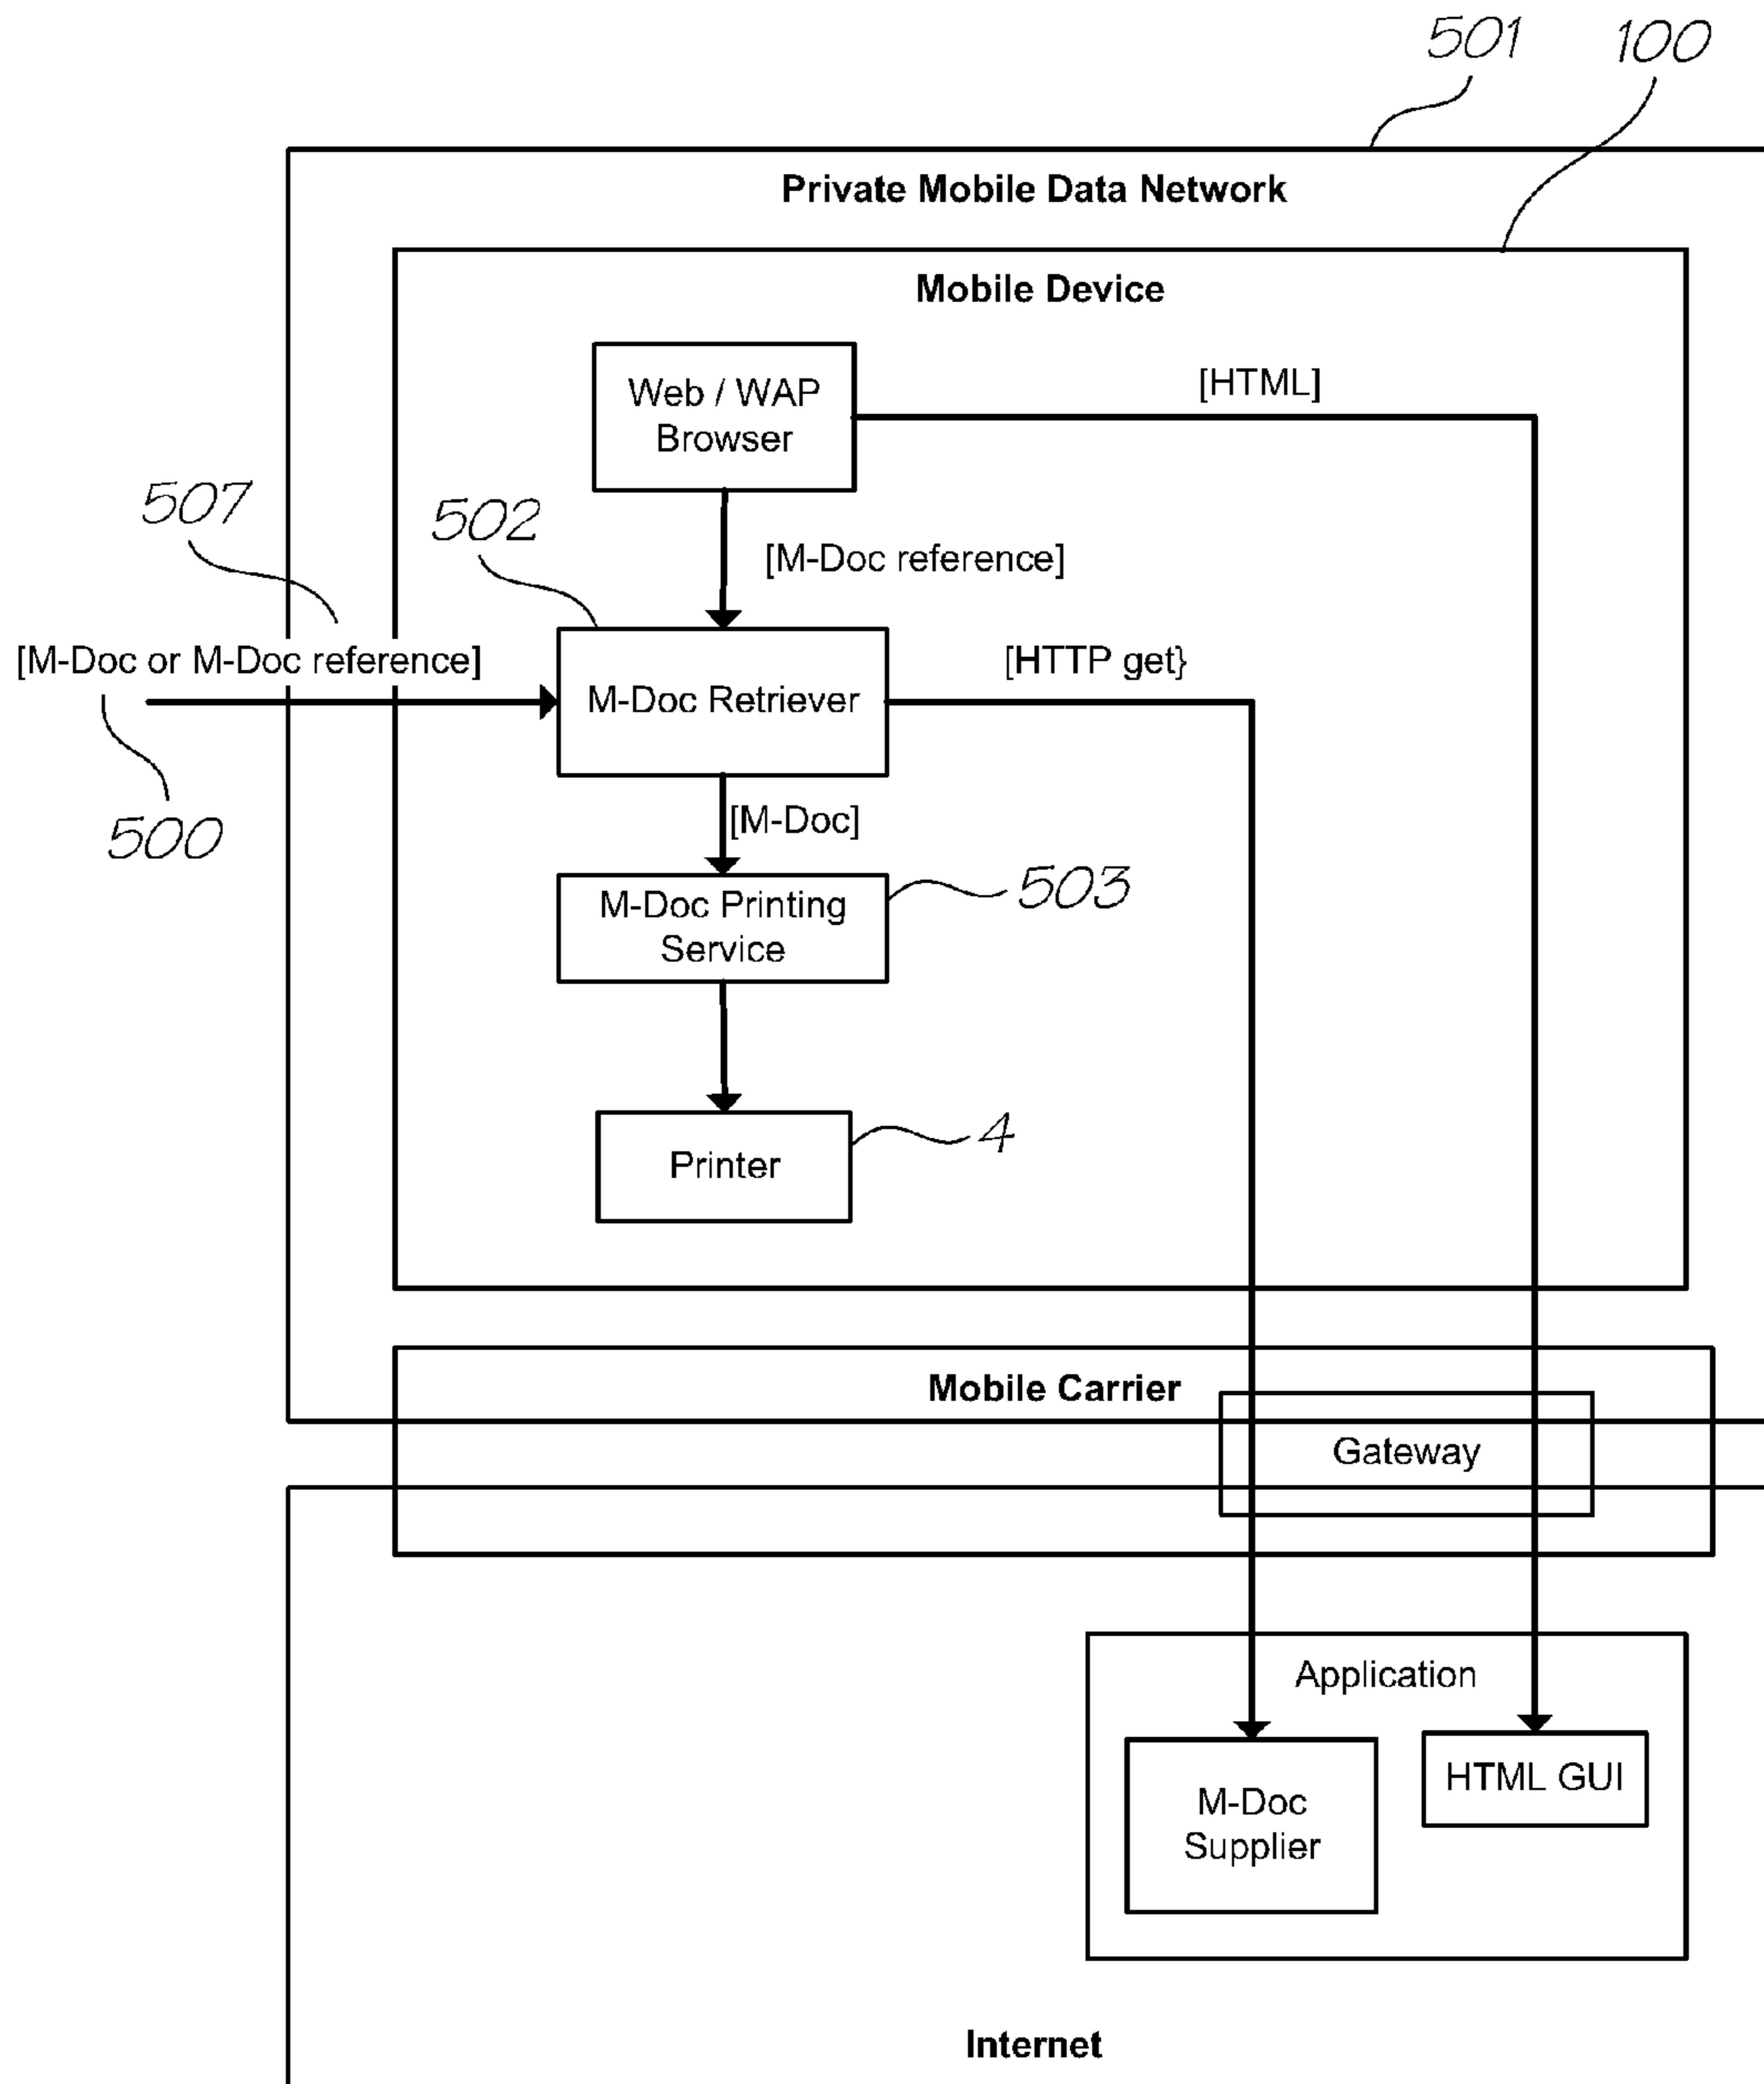 501
100
Private Mobile Data Network
Mobile Device
Web / WAP
Browser
[HTML]
507
502
[M-Doc reference]
[M-Doc or M-Doc reference]
M-Doc Retriever
[HTTP get}
500
[M-Doc]
M-Doc Printing
Service
503
Printer
4
Mobile Carrier
Gateway
Application
M-Doc
Supplier
HTML GUI
Internet